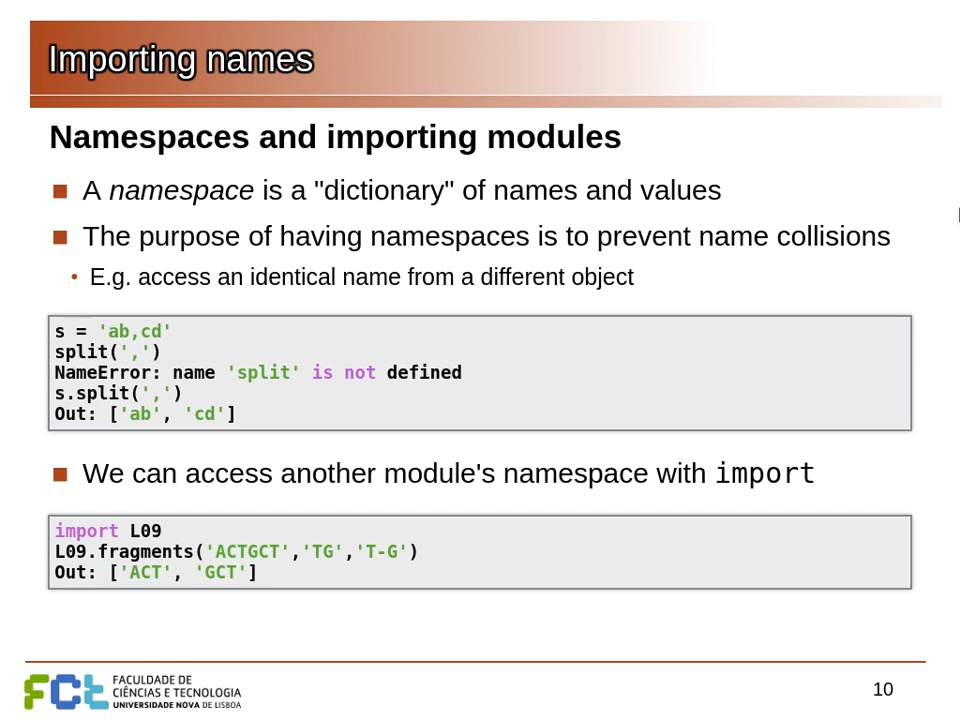 Importing names
Namespaces and importing modules
A namespace is a "dictionary" of names and values
The purpose of having namespaces is to prevent name collisions
E.g. access an identical name from a different object
s = 'ab,cd'
split(',')
NameError: name 'split' is not defined
s.split(',')
Out: ['ab', 'cd']
We can access another module's namespace with import
import L09
L09.fragments('ACTGCT','TG','T-G')
Out: ['ACT', 'GCT']
FCt FACULDADE DE
CIÊNCIAS E TECNOLOGIA
UNIVERSIDADE NOVA DE LISBOA
10